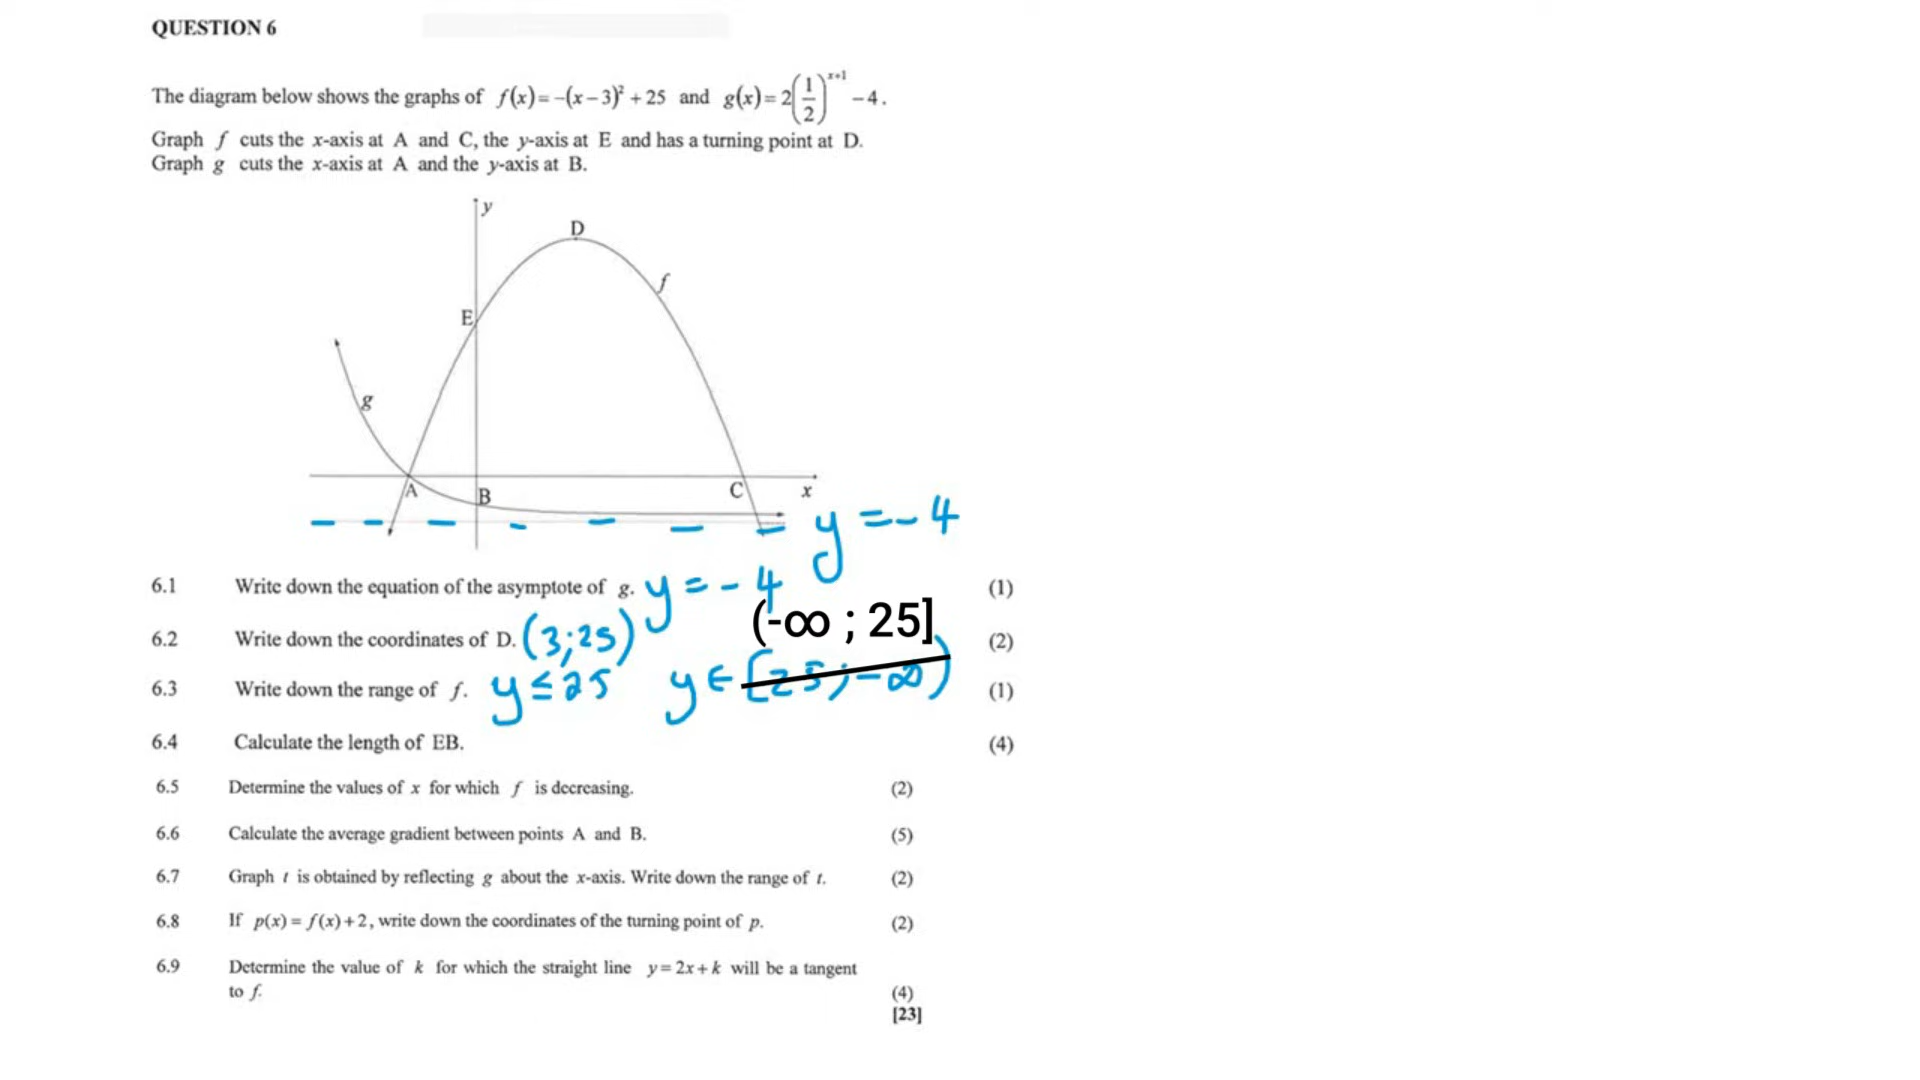 QUESTION 6
The diagram below shows the graphs of f(x) = -(x-3)² + 25 and g(x) = 2(1/2)^(x+1) - 4.
Graph f cuts the x-axis at A and C, the y-axis at E and has a turning point at D.
Graph g cuts the x-axis at A and the y-axis at B.
y
D
f
E
g
A
B
C
x
y = -4
6.1 Write down the equation of the asymptote of g. y = -4 (1)
(-∞ ; 25]
6.2 Write down the coordinates of D. (3;25) (2)
6.3 Write down the range of f. y ≤ 25 y ∈ [25; -∞) (1)
6.4 Calculate the length of EB. (4)
6.5 Determine the values of x for which f is decreasing. (2)
6.6 Calculate the average gradient between points A and B. (5)
6.7 Graph t is obtained by reflecting g about the x-axis. Write down the range of t. (2)
6.8 If p(x) = f(x) + 2, write down the coordinates of the turning point of p. (2)
6.9 Determine the value of k for which the straight line y = 2x + k will be a tangent
to f. (4)
[23]